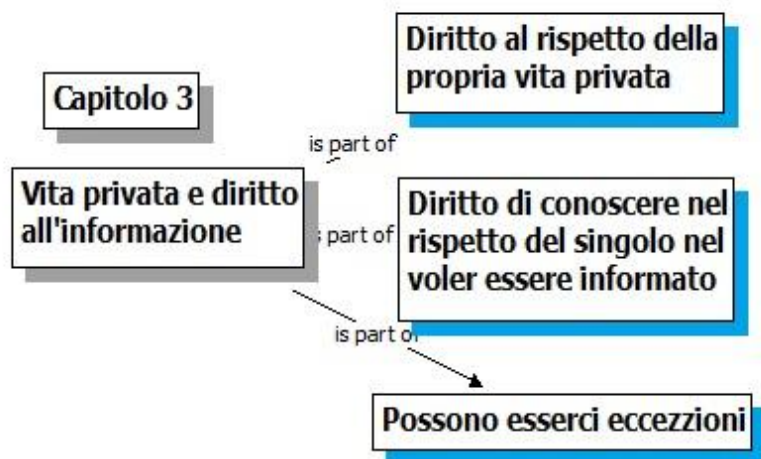 Capitolo 3
Vita privata e diritto
all'informazione
is part of
Diritto al rispetto della
propria vita privata
is part of
Diritto di conoscere nel
rispetto del singolo nel
voler essere informato
is part of
Possono esserci eccezzioni